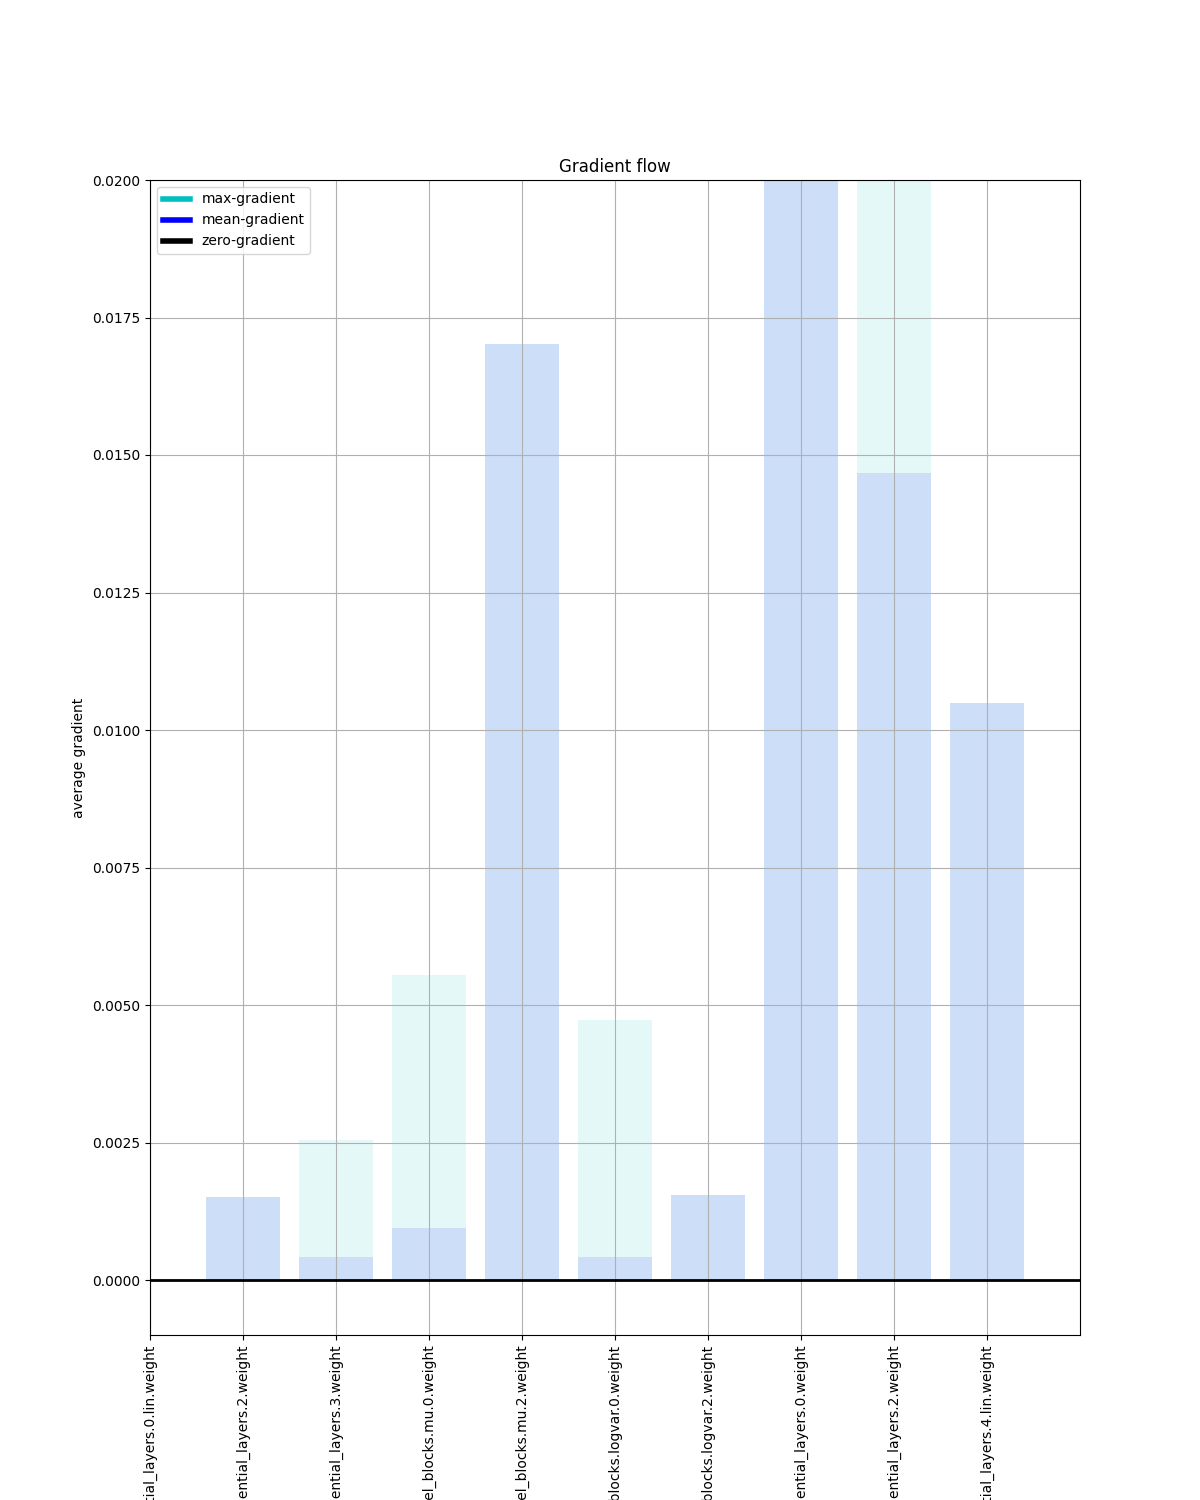 Gradient flow
max-gradient
mean-gradient
zero-gradient
average gradient
0.0200
0.0175
0.0150
0.0125
0.0100
0.0075
0.0050
0.0025
0.0000
tial_layers.0.lin.weight
ential_layers.2.weight
ential_layers.3.weight
el_blocks.mu.0.weight
el_blocks.mu.2.weight
blocks.logvar.0.weight
blocks.logvar.2.weight
ential_layers.0.weight
ential_layers.2.weight
tial_layers.4.lin.weight